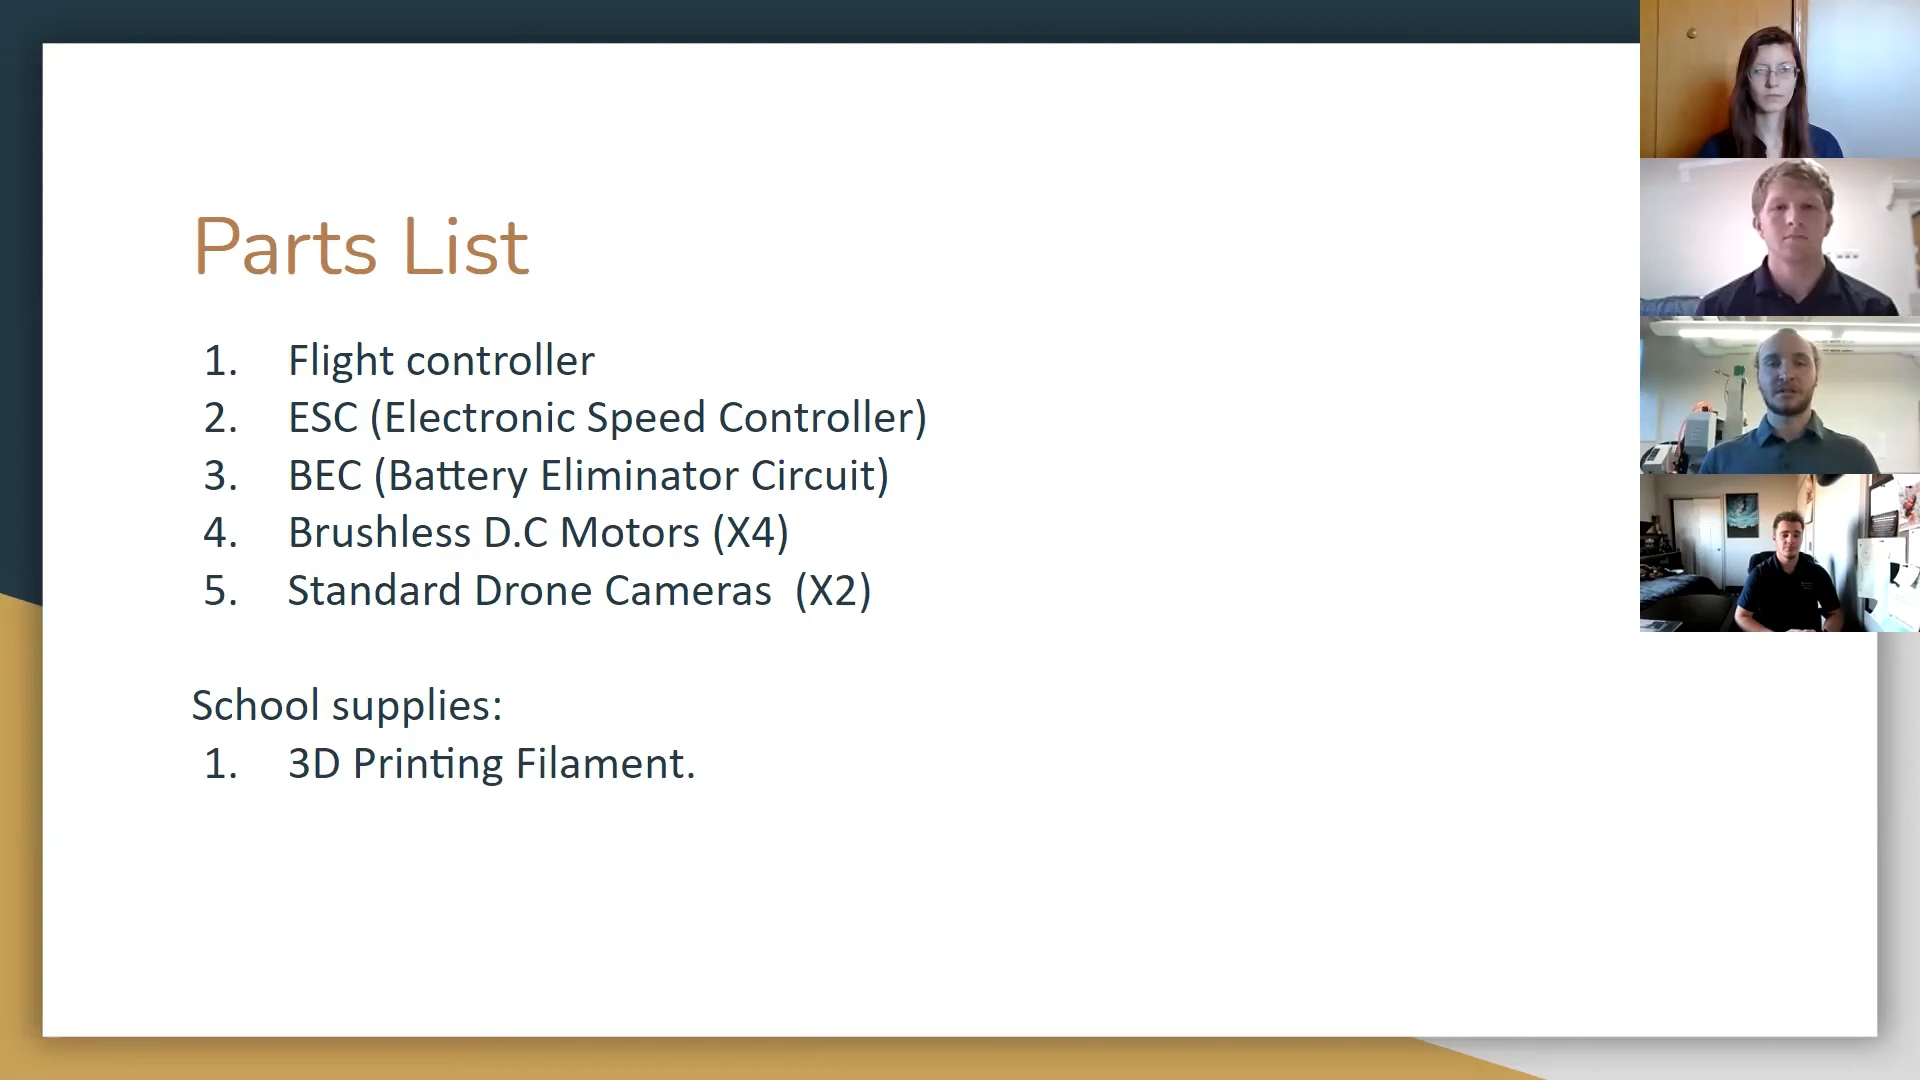 Parts List
1. Flight controller
2. ESC (Electronic Speed Controller)
3. BEC (Battery Eliminator Circuit)
4. Brushless D.C Motors (X4)
5. Standard Drone Cameras (X2)
School supplies:
1. 3D Printing Filament.